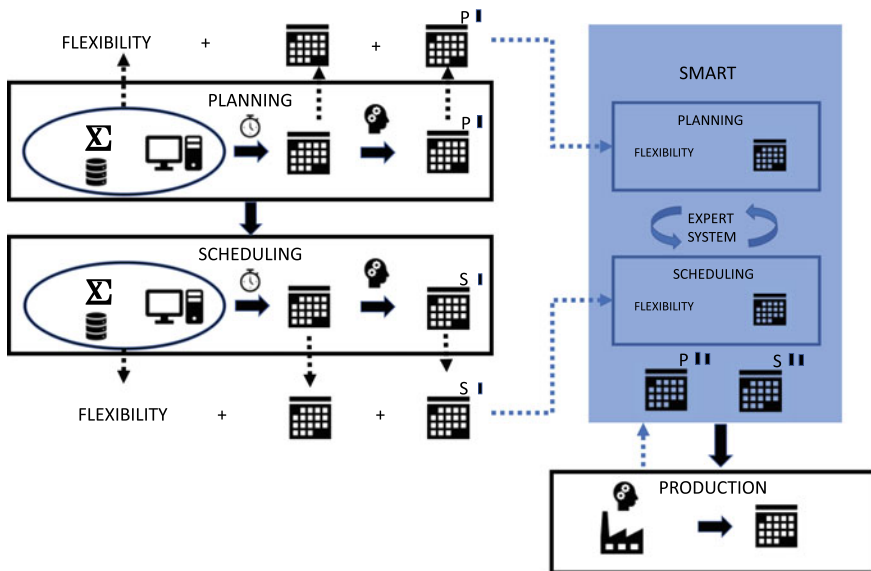 P ▮
FLEXIBILITY + +
PLANNING
Σ
P ▮
SCHEDULING
Σ
S ▮
S ▮
FLEXIBILITY + +
SMART
PLANNING
FLEXIBILITY
EXPERT
SYSTEM
SCHEDULING
FLEXIBILITY
P ▮▮ S ▮▮
PRODUCTION